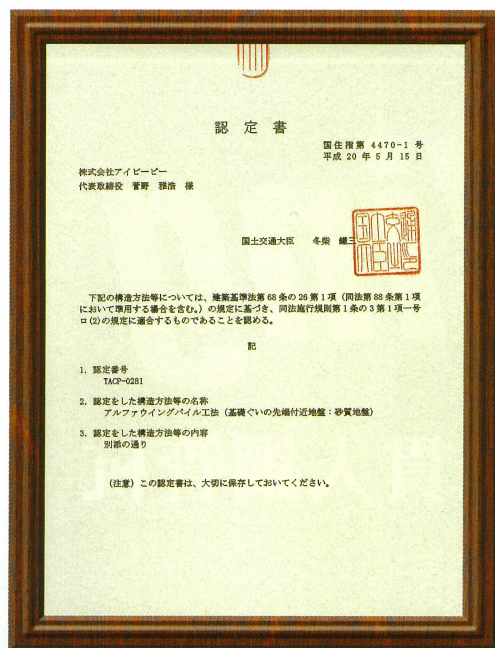 認定書
国住指第 4470-1 号
平成 20 年 5 月 15 日
株式会社アイピーピー
代表取締役 菅野 雅浩 様
国土交通大臣 冬柴 鐵三
下記の構造方法等については、建築基準法第68条の26第1項（同法第88条第1項
において準用する場合を含む。）の規定に基づき、同法施行規則第1条の3第1項一号
ロ(2)の規定に適合するものであることを認める。
記
1. 認定番号
TACP-0281
2. 認定をした構造方法等の名称
アルファウイングパイル工法（基礎ぐいの先端付近地盤：砂質地盤）
3. 認定をした構造方法等の内容
別添の通り
（注意）この認定書は、大切に保存しておいてください。